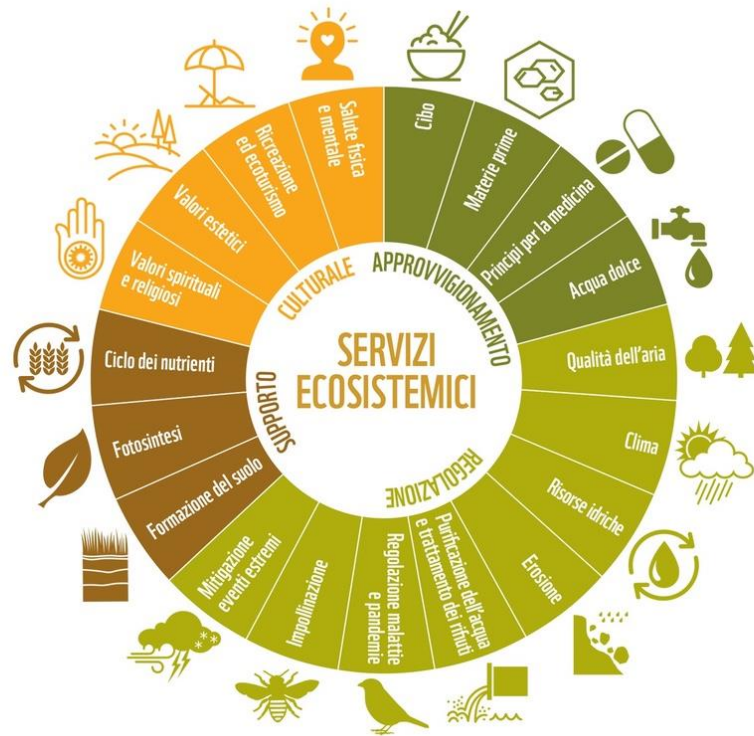 SERVIZI
ECOSISTEMICI
CULTURALE
APPROVVIGIONAMENTO
REGOLAZIONE
SUPPORTO
Cibo
Materie prime
Principi per la medicina
Acqua dolce
Qualità dell'aria
Clima
Risorse idriche
Erosione
Purificazione dell'acqua
e trattamento dei rifiuti
Regolazione malattie
e pandemie
Impollinazione
Mitigazione
eventi estremi
Formazione del suolo
Fotosintesi
Ciclo dei nutrienti
Valori spirituali
e religiosi
Valori estetici
Ricreazione
ed ecoturismo
Salute fisica
e mentale